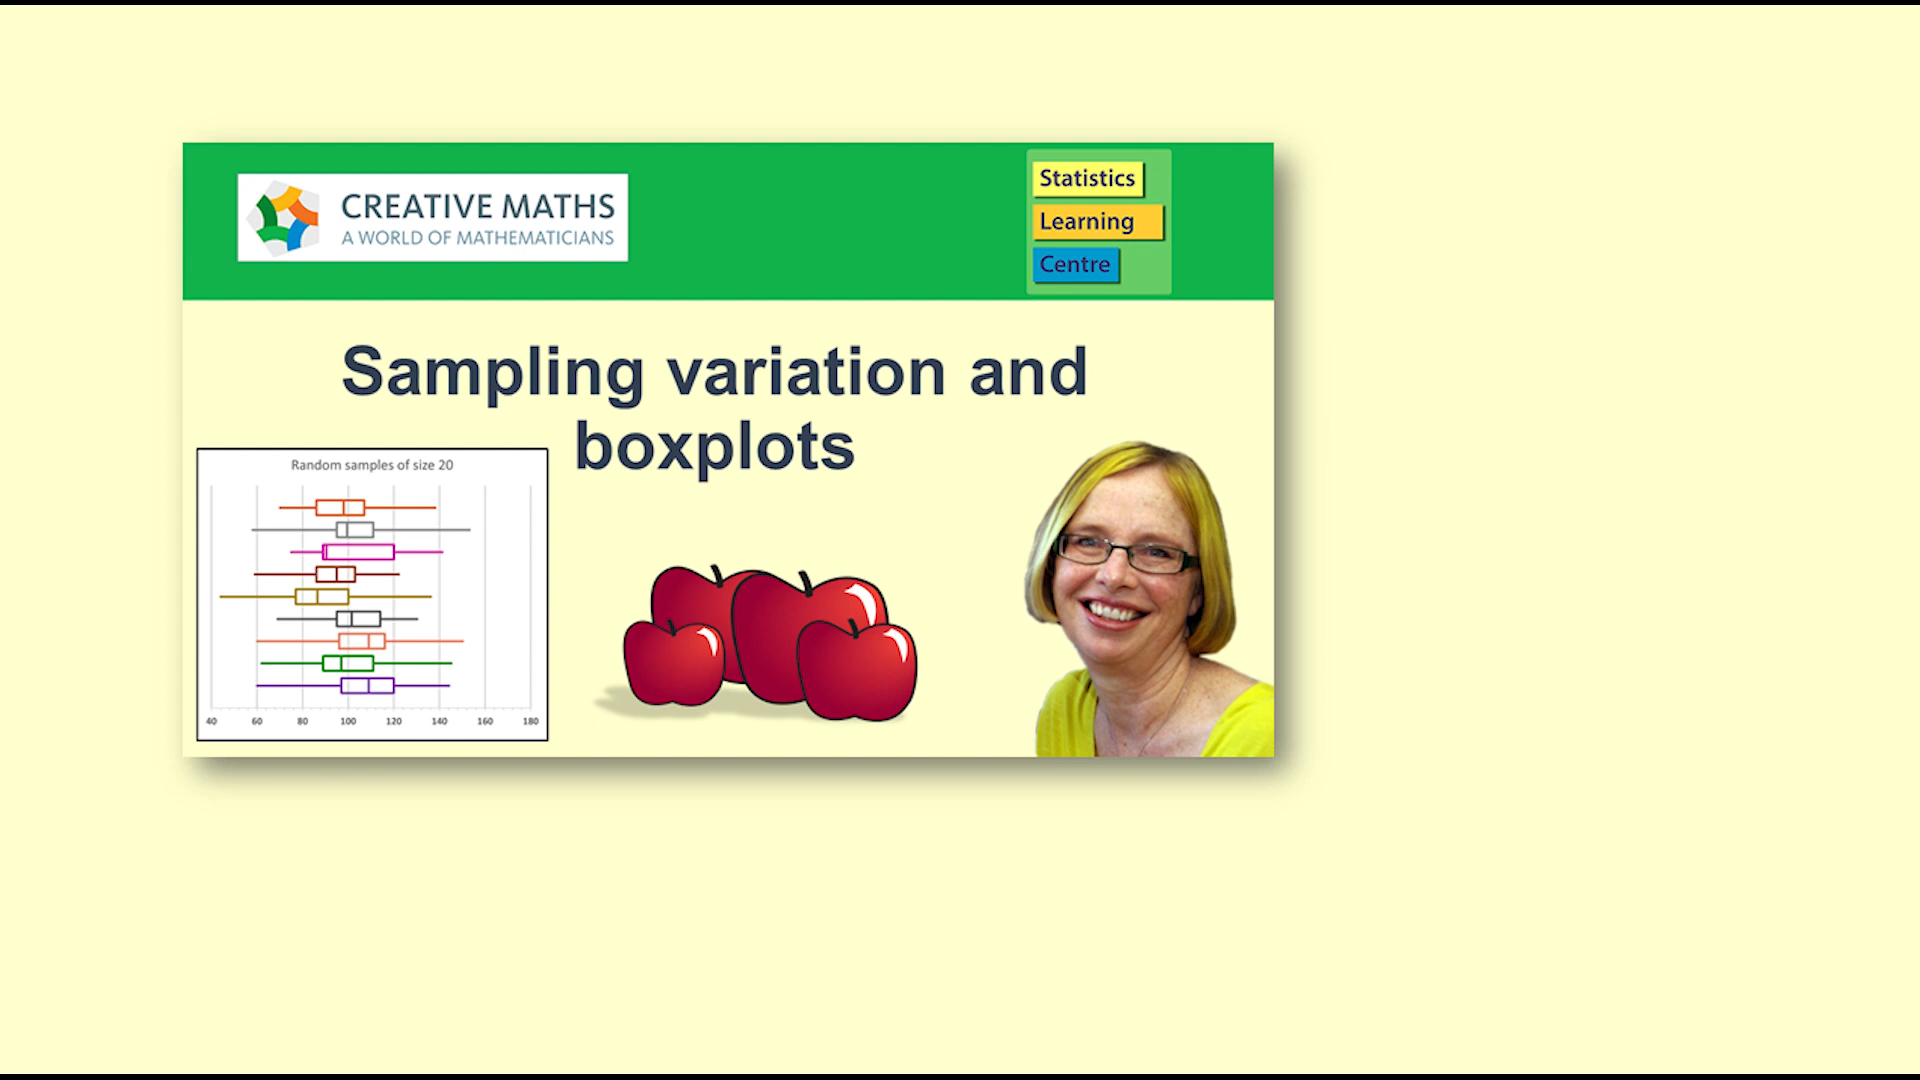 CREATIVE MATHS
A WORLD OF MATHEMATICIANS
Statistics
Learning
Centre
Sampling variation and
boxplots
Random samples of size 20
40 60 80 100 120 140 160 180